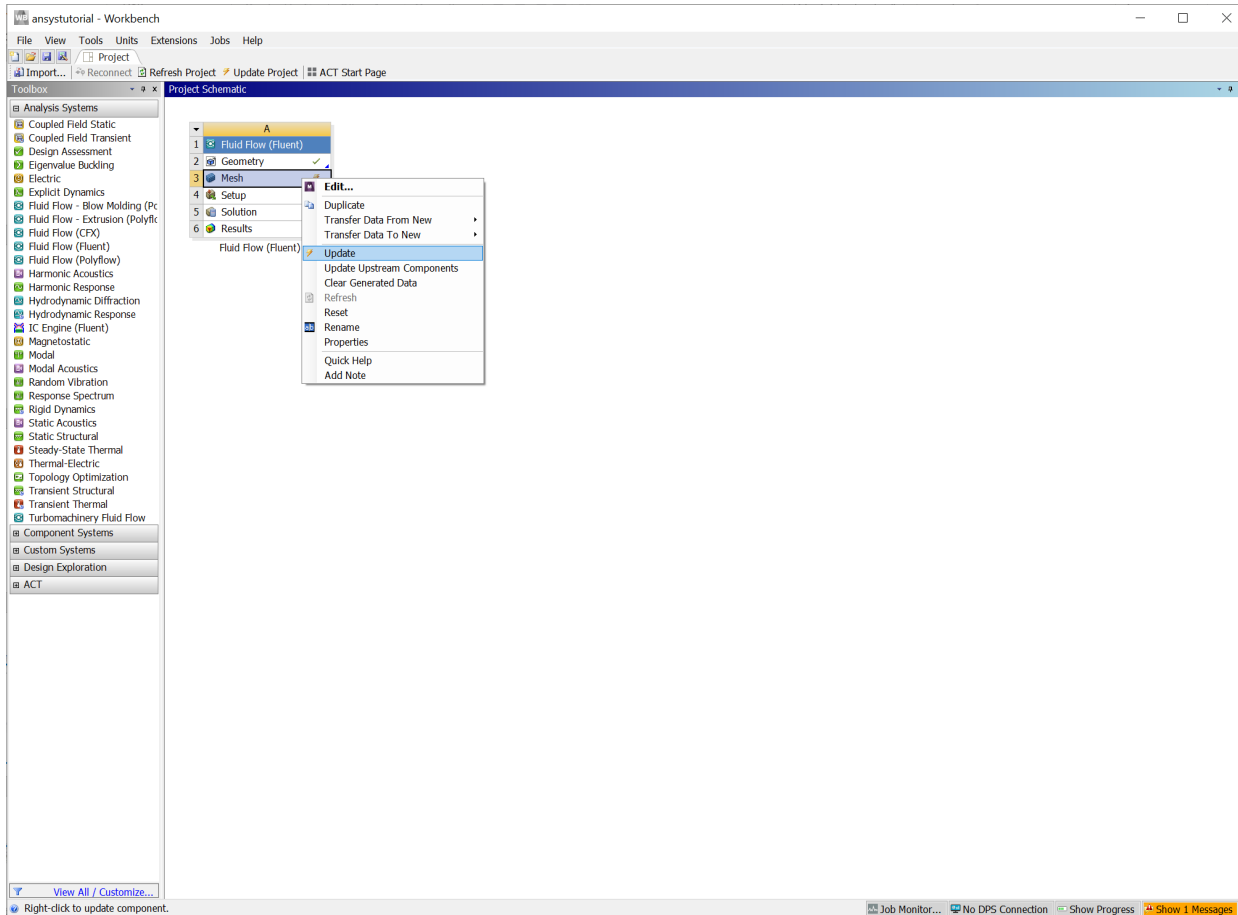 ansystutorial - Workbench
File View Tools Units Extensions Jobs Help
Project
Import... Reconnect Refresh Project Update Project ACT Start Page
Toolbox
Project Schematic
Analysis Systems
Coupled Field Static
Coupled Field Transient
Design Assessment
Eigenvalue Buckling
Electric
Explicit Dynamics
Fluid Flow - Blow Molding (Po
Fluid Flow - Extrusion (Polyflo
Fluid Flow (CFX)
Fluid Flow (Fluent)
Fluid Flow (Polyflow)
Harmonic Acoustics
Harmonic Response
Hydrodynamic Diffraction
Hydrodynamic Response
IC Engine (Fluent)
Magnetostatic
Modal
Modal Acoustics
Random Vibration
Response Spectrum
Rigid Dynamics
Static Acoustics
Static Structural
Steady-State Thermal
Thermal-Electric
Topology Optimization
Transient Structural
Transient Thermal
Turbomachinery Fluid Flow
Component Systems
Custom Systems
Design Exploration
ACT
View All / Customize...
A
1 Fluid Flow (Fluent)
2 Geometry
3 Mesh
4 Setup
5 Solution
6 Results
Fluid Flow (Fluent)
Edit...
Duplicate
Transfer Data From New
Transfer Data To New
Update
Update Upstream Components
Clear Generated Data
Refresh
Reset
Rename
Properties
Quick Help
Add Note
Right-click to update component.
Job Monitor... No DPS Connection Show Progress Show 1 Messages